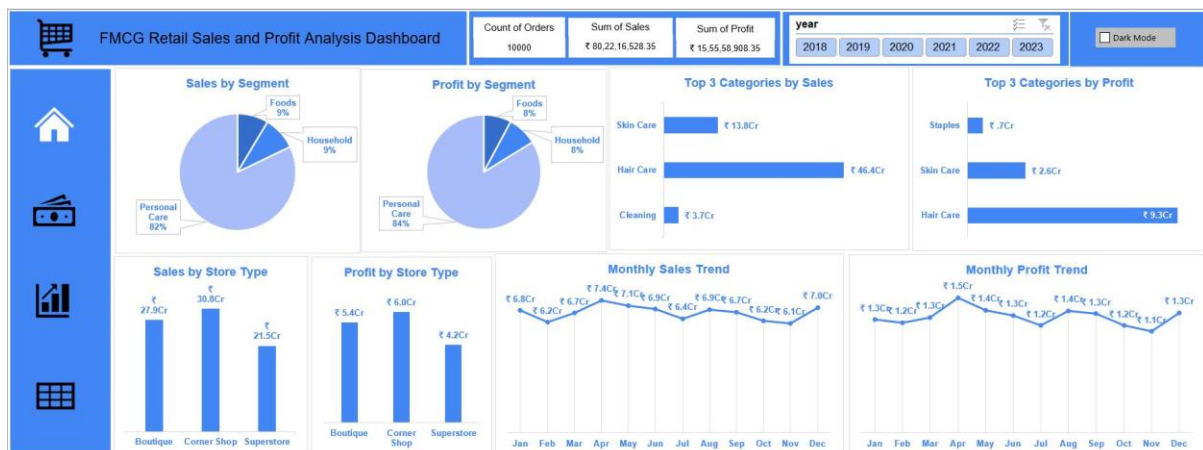 FMCG Retail Sales and Profit Analysis Dashboard
Count of Orders
10000
Sum of Sales
₹ 80,22,16,528.35
Sum of Profit
₹ 15,55,58,908.35
year
2018
2019
2020
2021
2022
2023
Dark Mode
Sales by Segment
Foods
9%
Household
9%
Personal
Care
82%
Profit by Segment
Foods
8%
Household
8%
Personal
Care
84%
Top 3 Categories by Sales
Skin Care
₹ 13.8Cr
Hair Care
₹ 46.4Cr
Cleaning
₹ 3.7Cr
Top 3 Categories by Profit
Staples
₹ .7Cr
Skin Care
₹ 2.6Cr
Hair Care
₹ 9.3Cr
Sales by Store Type
₹
27.9Cr
₹
30.8Cr
₹
21.5Cr
Boutique
Corner Shop
Superstore
Profit by Store Type
₹ 5.4Cr
₹ 6.0Cr
₹ 4.2Cr
Boutique
Corner
Shop
Superstore
Monthly Sales Trend
₹ 6.8Cr
₹ 6.2Cr
₹ 6.7Cr
₹ 7.4Cr
₹ 7.1Cr
₹ 6.9Cr
₹ 6.4Cr
₹ 6.9Cr
₹ 6.7Cr
₹ 6.2Cr
₹ 6.1Cr
₹ 7.0Cr
Jan Feb Mar Apr May Jun Jul Aug Sep Oct Nov Dec
Monthly Profit Trend
₹ 1.3Cr
₹ 1.2Cr
₹ 1.3Cr
₹ 1.5Cr
₹ 1.4Cr
₹ 1.3Cr
₹ 1.2Cr
₹ 1.4Cr
₹ 1.3Cr
₹ 1.2Cr
₹ 1.1Cr
₹ 1.3Cr
Jan Feb Mar Apr May Jun Jul Aug Sep Oct Nov Dec